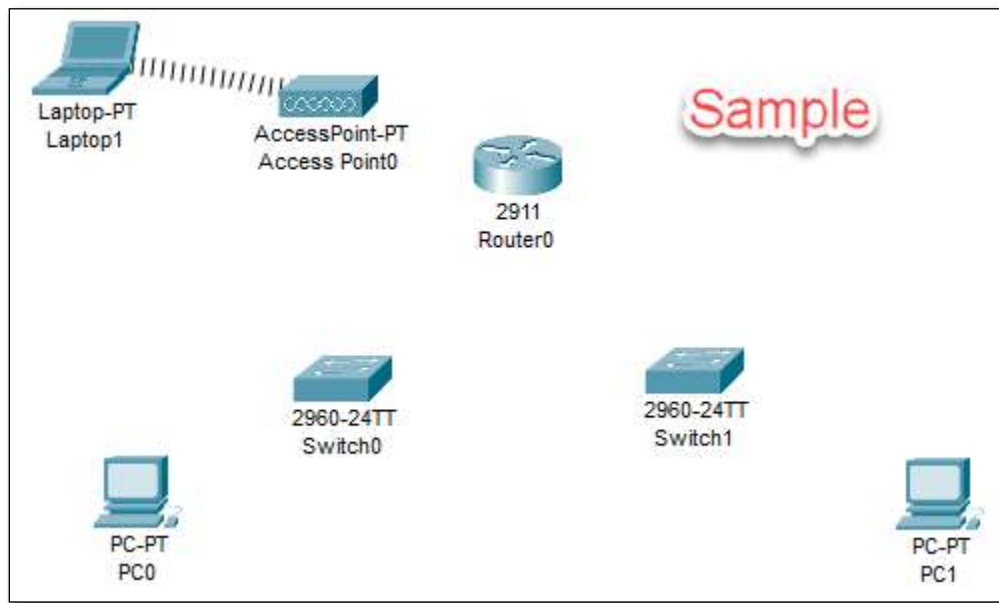 Sample
Laptop-PT
Laptop1
AccessPoint-PT
Access Point0
2911
Router0
2960-24TT
Switch0
2960-24TT
Switch1
PC-PT
PC0
PC-PT
PC1